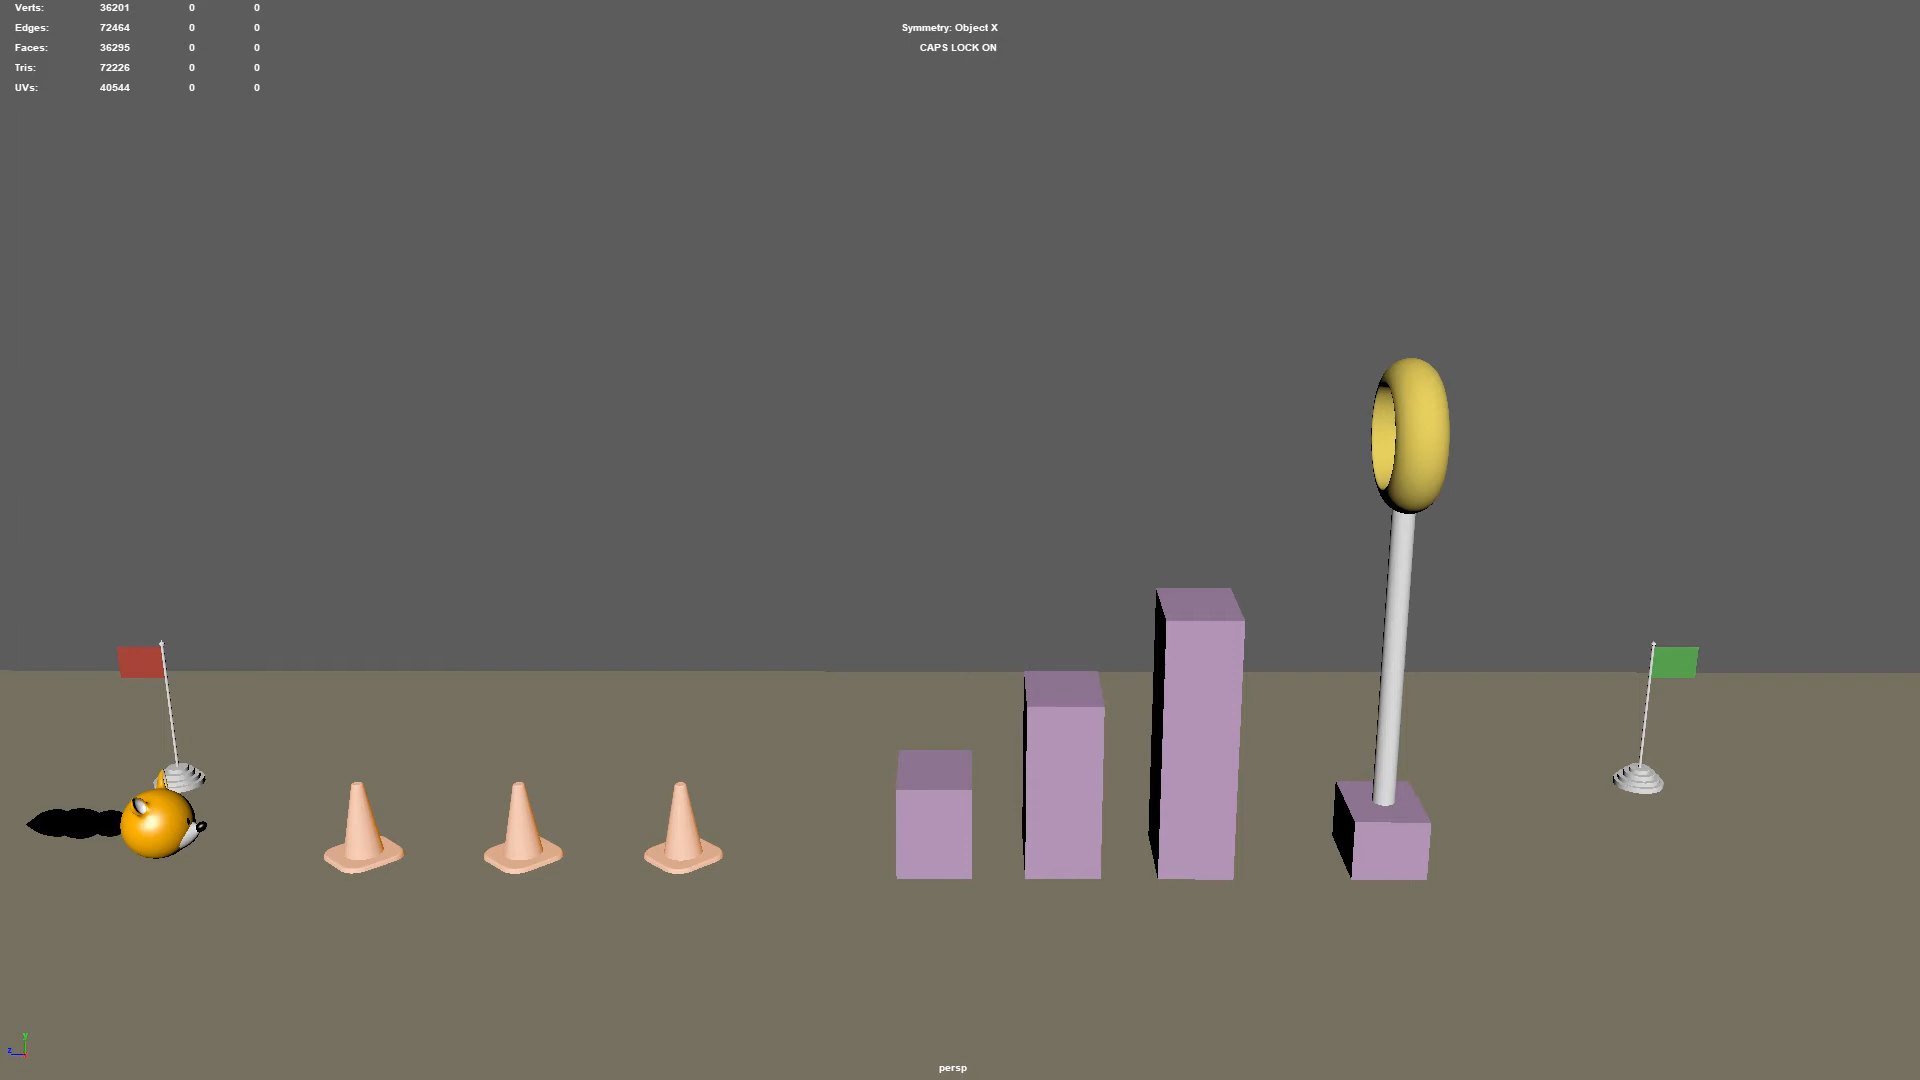 Verts: 36201 0 0
Edges: 72464 0 0
Faces: 36295 0 0
Tris: 72226 0 0
UVs: 40544 0 0
Symmetry: Object X
CAPS LOCK ON
y
z
persp